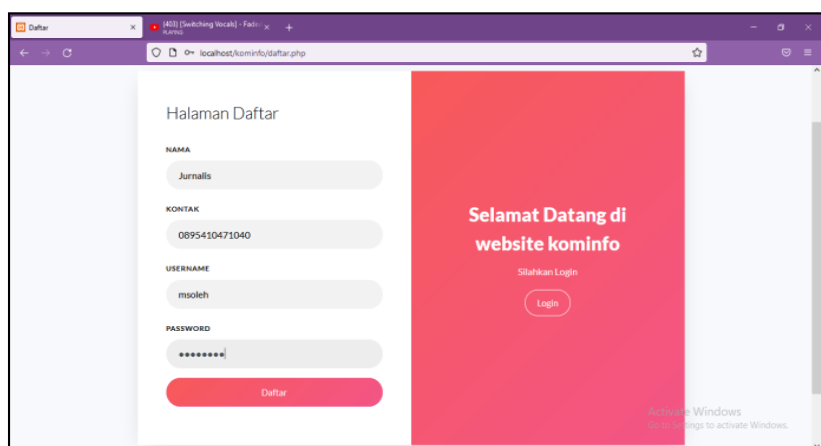 Daftar
(403) [Switching Vocals] - Faded
PLAYING
localhost/kominfo/daftar.php
Halaman Daftar
NAMA
Jurnalis
KONTAK
0895410471040
USERNAME
msoleh
PASSWORD
••••••••
Daftar
Selamat Datang di
website kominfo
Silahkan Login
Login
Activate Windows
Go to Settings to activate Windows.